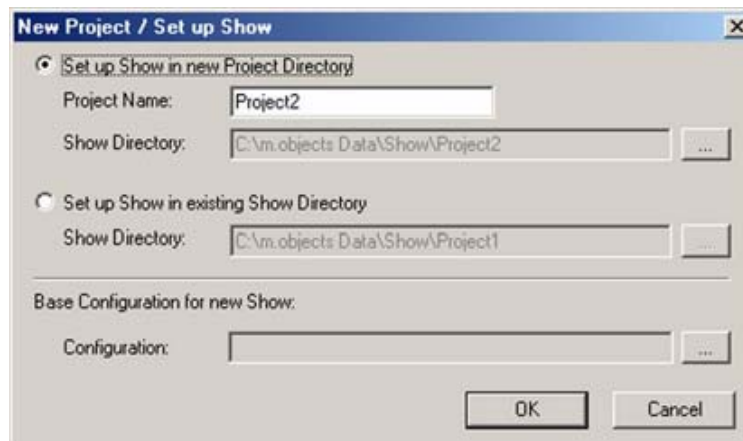 New Project / Set up Show
Set up Show in new Project Directory
Project Name: Project2
Show Directory: C:\m.objects Data\Show\Project2 ...
Set up Show in existing Show Directory
Show Directory: C:\m.objects Data\Show\Project1 ...
Base Configuration for new Show:
Configuration: ...
OK Cancel